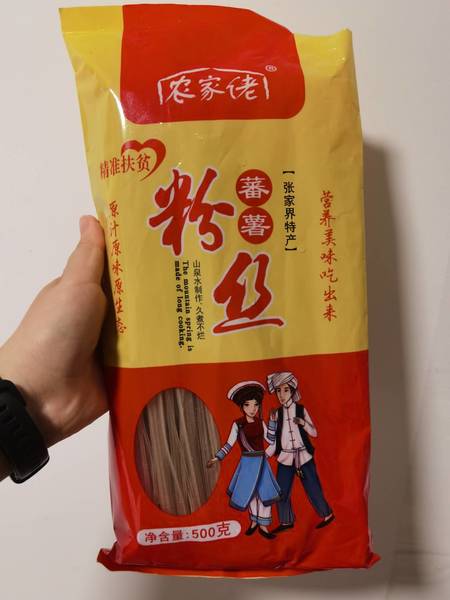 农家佬®
精准扶贫
原汁原味原生态
粉丝
蕃薯
【张家界特产】
营养美味吃出来
山泉水制作,久煮不烂
The mountain spring is
made of long cooking.
净含量:500克